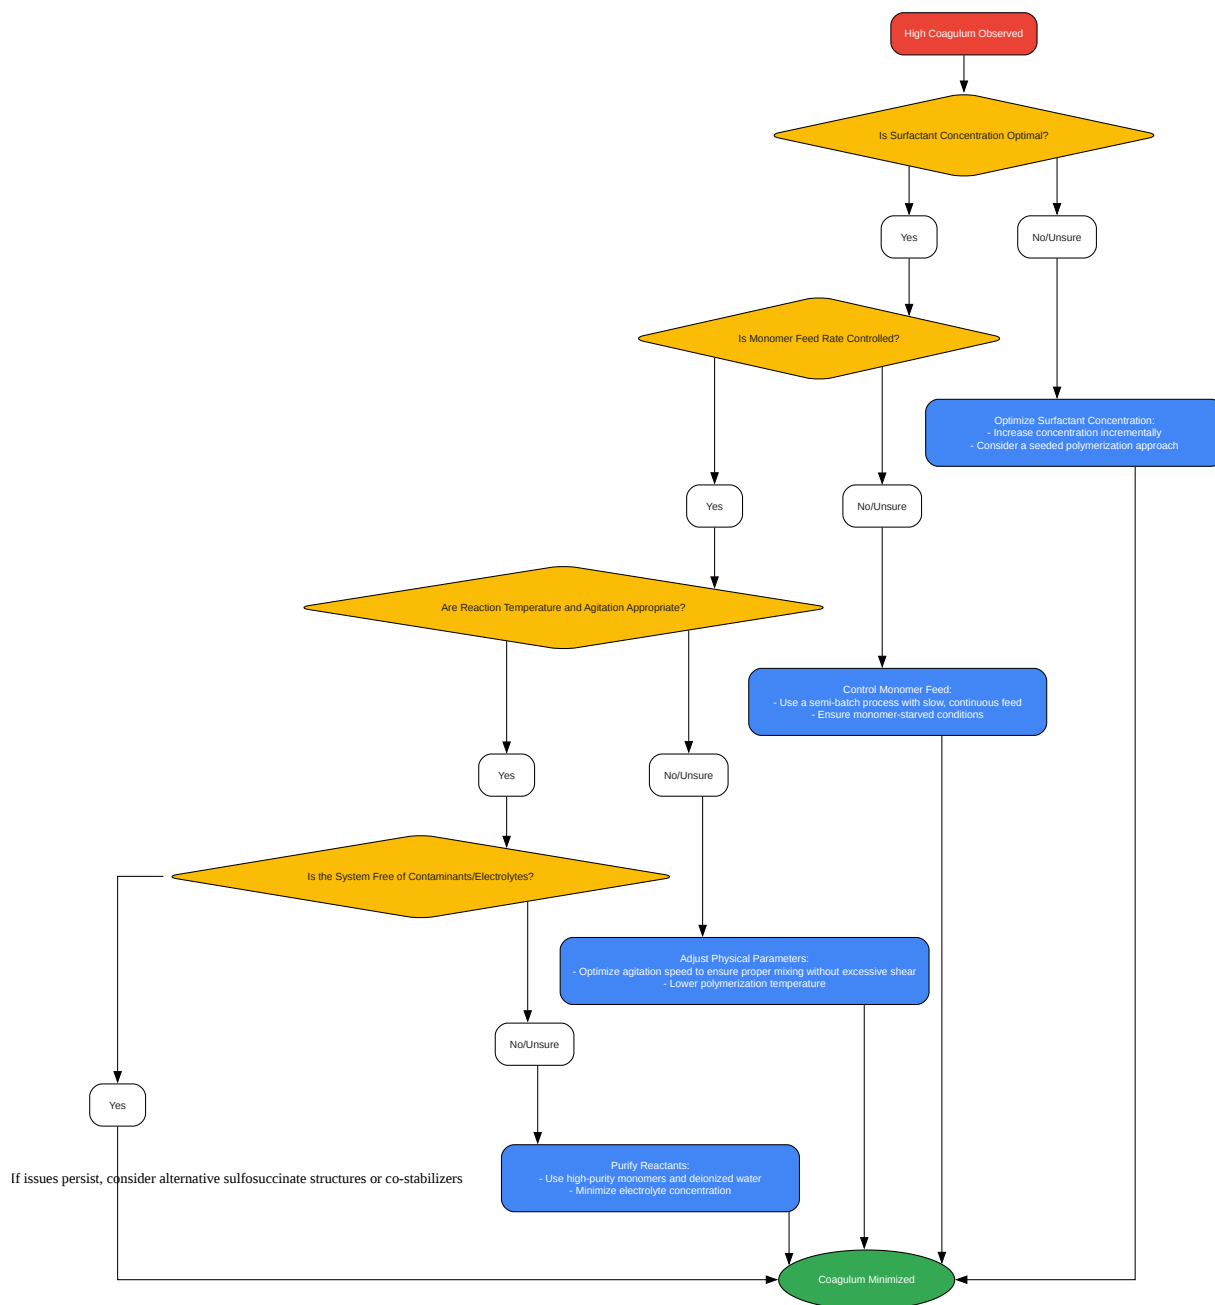 High Coagulum Observed
Is Surfactant Concentration Optimal?
Yes
No/Unsure
Is Monomer Feed Rate Controlled?
Optimize Surfactant Concentration:
- Increase concentration incrementally
- Consider a seeded polymerization approach
Yes
No/Unsure
Are Reaction Temperature and Agitation Appropriate?
Control Monomer Feed:
- Use a semi-batch process with slow, continuous feed
- Ensure monomer-starved conditions
Yes
No/Unsure
Is the System Free of Contaminants/Electrolytes?
Adjust Physical Parameters:
- Optimize agitation speed to ensure proper mixing without excessive shear
- Lower polymerization temperature
No/Unsure
Yes
If issues persist, consider alternative sulfosuccinate structures or co-stabilizers
Purify Reactants:
- Use high-purity monomers and deionized water
- Minimize electrolyte concentration
Coagulum Minimized